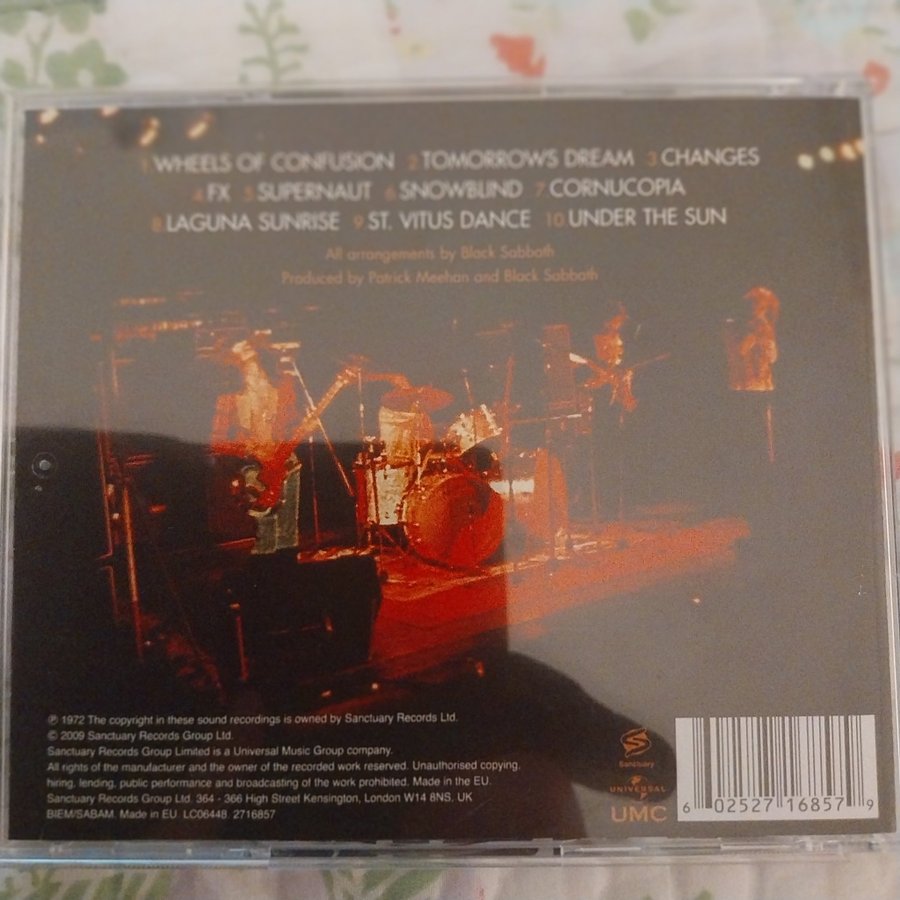 1 WHEELS OF CONFUSION 2 TOMORROWS DREAM 3 CHANGES
4 FX 5 SUPERNAUT 6 SNOWBLIND 7 CORNUCOPIA
8 LAGUNA SUNRISE 9 ST. VITUS DANCE 10 UNDER THE SUN
All arrangements by Black Sabbath
Produced by Patrick Meehan and Black Sabbath
℗ 1972 The copyright in these sound recordings is owned by Sanctuary Records Ltd.
© 2009 Sanctuary Records Group Ltd.
Sanctuary Records Group Limited is a Universal Music Group company.
All rights of the manufacturer and the owner of the recorded work reserved. Unauthorised copying,
hiring, lending, public performance and broadcasting of the work prohibited. Made in the EU.
Sanctuary Records Group Ltd. 364 - 366 High Street Kensington, London W14 8NS. UK
BIEM/SABAM. Made in EU. LC06448. 2716857
Sanctuary
UNIVERSAL
UMC
6 02527 16857 9